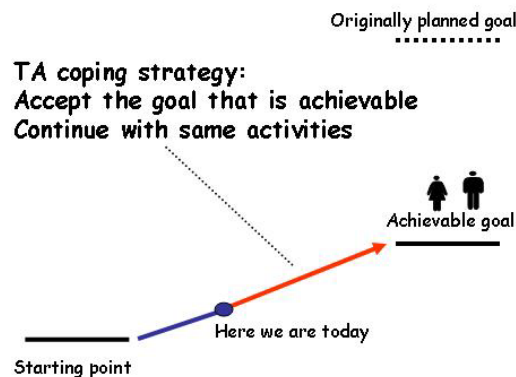 Originally planned goal
TA coping strategy:
Accept the goal that is achievable
Continue with same activities
Achievable goal
Here we are today
Starting point